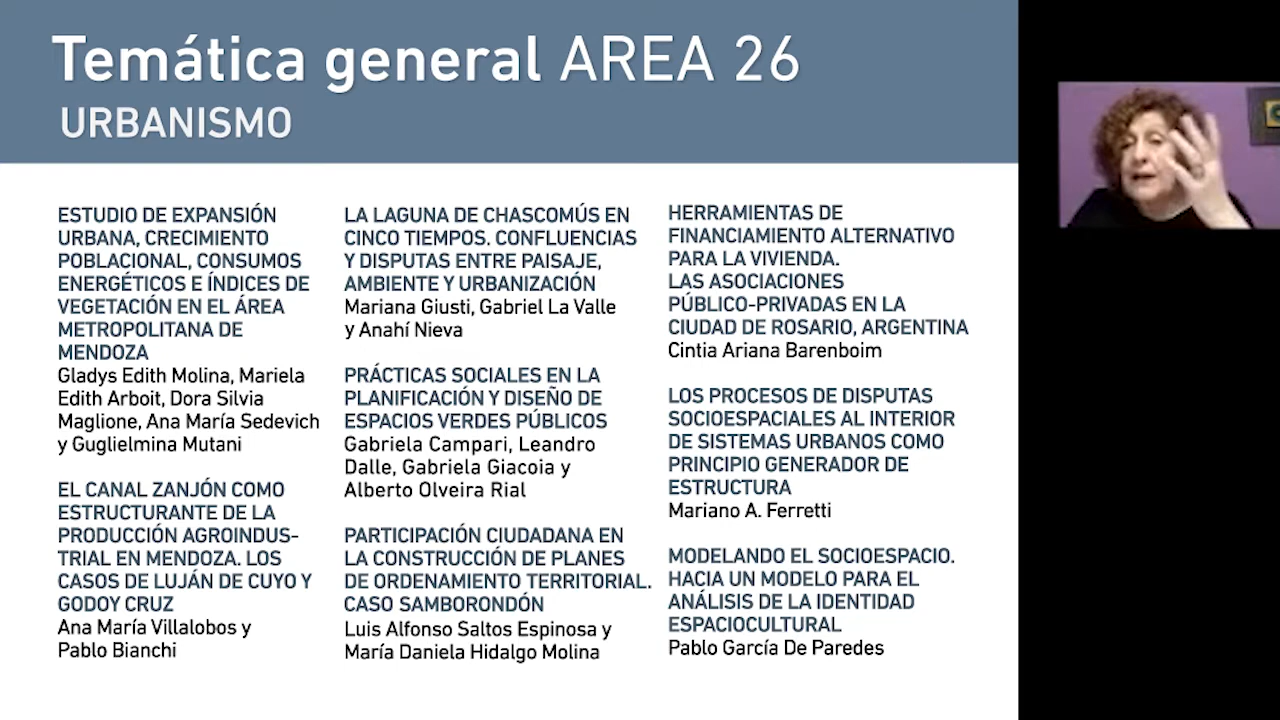 Temática general AREA 26
URBANISMO
ESTUDIO DE EXPANSIÓN
URBANA, CRECIMIENTO
POBLACIONAL, CONSUMOS
ENERGÉTICOS E ÍNDICES DE
VEGETACIÓN EN EL ÁREA
METROPOLITANA DE
MENDOZA
Gladys Edith Molina, Mariela
Edith Arboit, Dora Silvia
Maglione, Ana María Sedevich
y Guglielmina Mutani
EL CANAL ZANJÓN COMO
ESTRUCTURANTE DE LA
PRODUCCIÓN AGROINDUS-
TRIAL EN MENDOZA. LOS
CASOS DE LUJÁN DE CUYO Y
GODOY CRUZ
Ana María Villalobos y
Pablo Bianchi
LA LAGUNA DE CHASCOMÚS EN
CINCO TIEMPOS. CONFLUENCIAS
Y DISPUTAS ENTRE PAISAJE,
AMBIENTE Y URBANIZACIÓN
Mariana Giusti, Gabriel La Valle
y Anahí Nieva
PRÁCTICAS SOCIALES EN LA
PLANIFICACIÓN Y DISEÑO DE
ESPACIOS VERDES PÚBLICOS
Gabriela Campari, Leandro
Dalle, Gabriela Giacoia y
Alberto Olveira Rial
PARTICIPACIÓN CIUDADANA EN
LA CONSTRUCCIÓN DE PLANES
DE ORDENAMIENTO TERRITORIAL.
CASO SAMBORONDÓN
Luis Alfonso Saltos Espinosa y
María Daniela Hidalgo Molina
HERRAMIENTAS DE
FINANCIAMIENTO ALTERNATIVO
PARA LA VIVIENDA.
LAS ASOCIACIONES
PÚBLICO-PRIVADAS EN LA
CIUDAD DE ROSARIO, ARGENTINA
Cintia Ariana Barenboim
LOS PROCESOS DE DISPUTAS
SOCIOESPACIALES AL INTERIOR
DE SISTEMAS URBANOS COMO
PRINCIPIO GENERADOR DE
ESTRUCTURA
Mariano A. Ferretti
MODELANDO EL SOCIOESPACIO.
HACIA UN MODELO PARA EL
ANÁLISIS DE LA IDENTIDAD
ESPACIOCULTURAL
Pablo García De Paredes